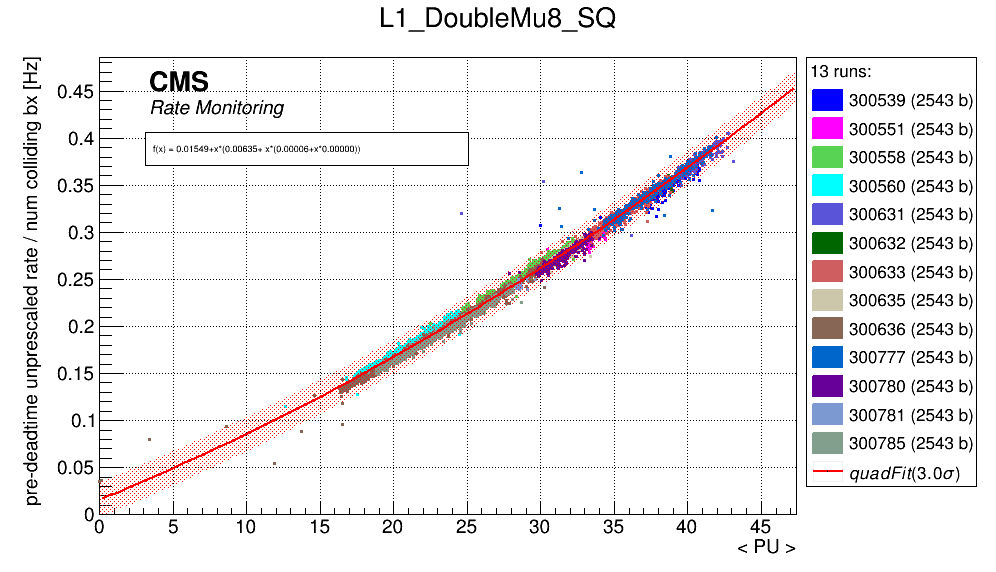 L1_DoubleMu8_SQ
pre-deadtime unprescaled rate / num colliding bx [Hz]
CMS
Rate Monitoring
f(x) = 0.01549+x*(0.00635+ x*(0.00006+x*0.00000))
0.45
0.4
0.35
0.3
0.25
0.2
0.15
0.1
0.05
0
0 5 10 15 20 25 30 35 40 45
< PU >
13 runs:
300539 (2543 b)
300551 (2543 b)
300558 (2543 b)
300560 (2543 b)
300631 (2543 b)
300632 (2543 b)
300633 (2543 b)
300635 (2543 b)
300636 (2543 b)
300777 (2543 b)
300780 (2543 b)
300781 (2543 b)
300785 (2543 b)
quadFit(3.0σ)